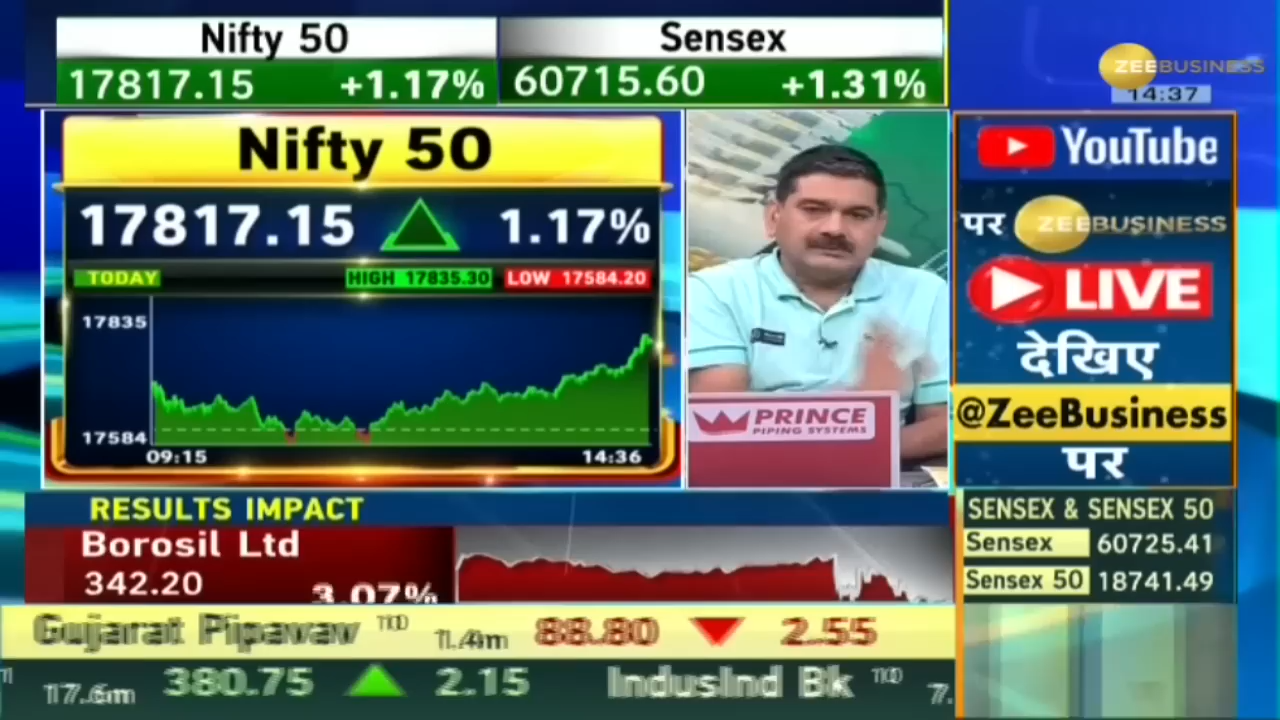 Nifty 50
17817.15 +1.17%
Sensex
60715.60 +1.31%
ZEEBUSINESS
14:37
Nifty 50
17817.15 1.17%
TODAY HIGH 17835.30 LOW 17584.20
17835
17584
09:15 14:36
PRINCE
PIPING SYSTEMS
YouTube
पर ZEEBUSINESS
LIVE
देखिए
@ZeeBusiness
पर
RESULTS IMPACT
Borosil Ltd
342.20 3.07%
SENSEX & SENSEX 50
Sensex 60725.41
Sensex 50 18741.49
Gujarat Pipavav 1.4m 88.80 2.55
17.6m 380.75 2.15 IndusInd Bk 7.